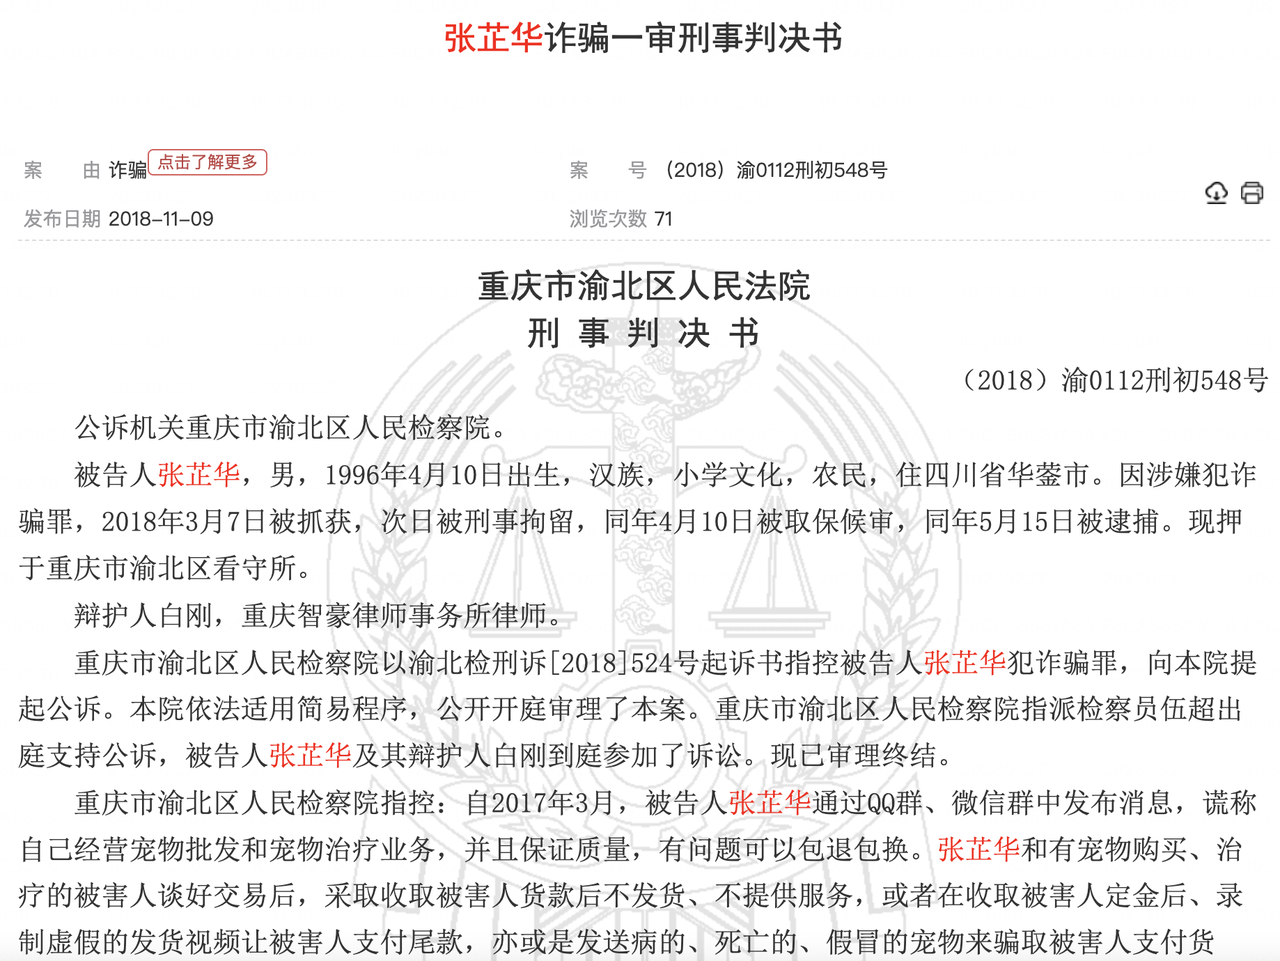 张芷华诈骗一审刑事判决书
案 由 诈骗 点击了解更多 案 号 （2018）渝0112刑初548号
发布日期 2018-11-09 浏览次数 71
重庆市渝北区人民法院
刑 事 判 决 书
（2018）渝0112刑初548号
公诉机关重庆市渝北区人民检察院。
被告人张芷华，男，1996年4月10日出生，汉族，小学文化，农民，住四川省华蓥市。因涉嫌犯诈
骗罪，2018年3月7日被抓获，次日被刑事拘留，同年4月10日被取保候审，同年5月15日被逮捕。现押
于重庆市渝北区看守所。
辩护人白刚，重庆智豪律师事务所律师。
重庆市渝北区人民检察院以渝北检刑诉[2018]524号起诉书指控被告人张芷华犯诈骗罪，向本院提
起公诉。本院依法适用简易程序，公开开庭审理了本案。重庆市渝北区人民检察院指派检察员伍超出
庭支持公诉，被告人张芷华及其辩护人白刚到庭参加了诉讼。现已审理终结。
重庆市渝北区人民检察院指控：自2017年3月，被告人张芷华通过QQ群、微信群中发布消息，谎称
自己经营宠物批发和宠物治疗业务，并且保证质量，有问题可以包退包换。张芷华和有宠物购买、治
疗的被害人谈好交易后，采取收取被害人货款后不发货、不提供服务，或者在收取被害人定金后、录
制虚假的发货视频让被害人支付尾款，亦或是发送病的、死亡的、假冒的宠物来骗取被害人支付货